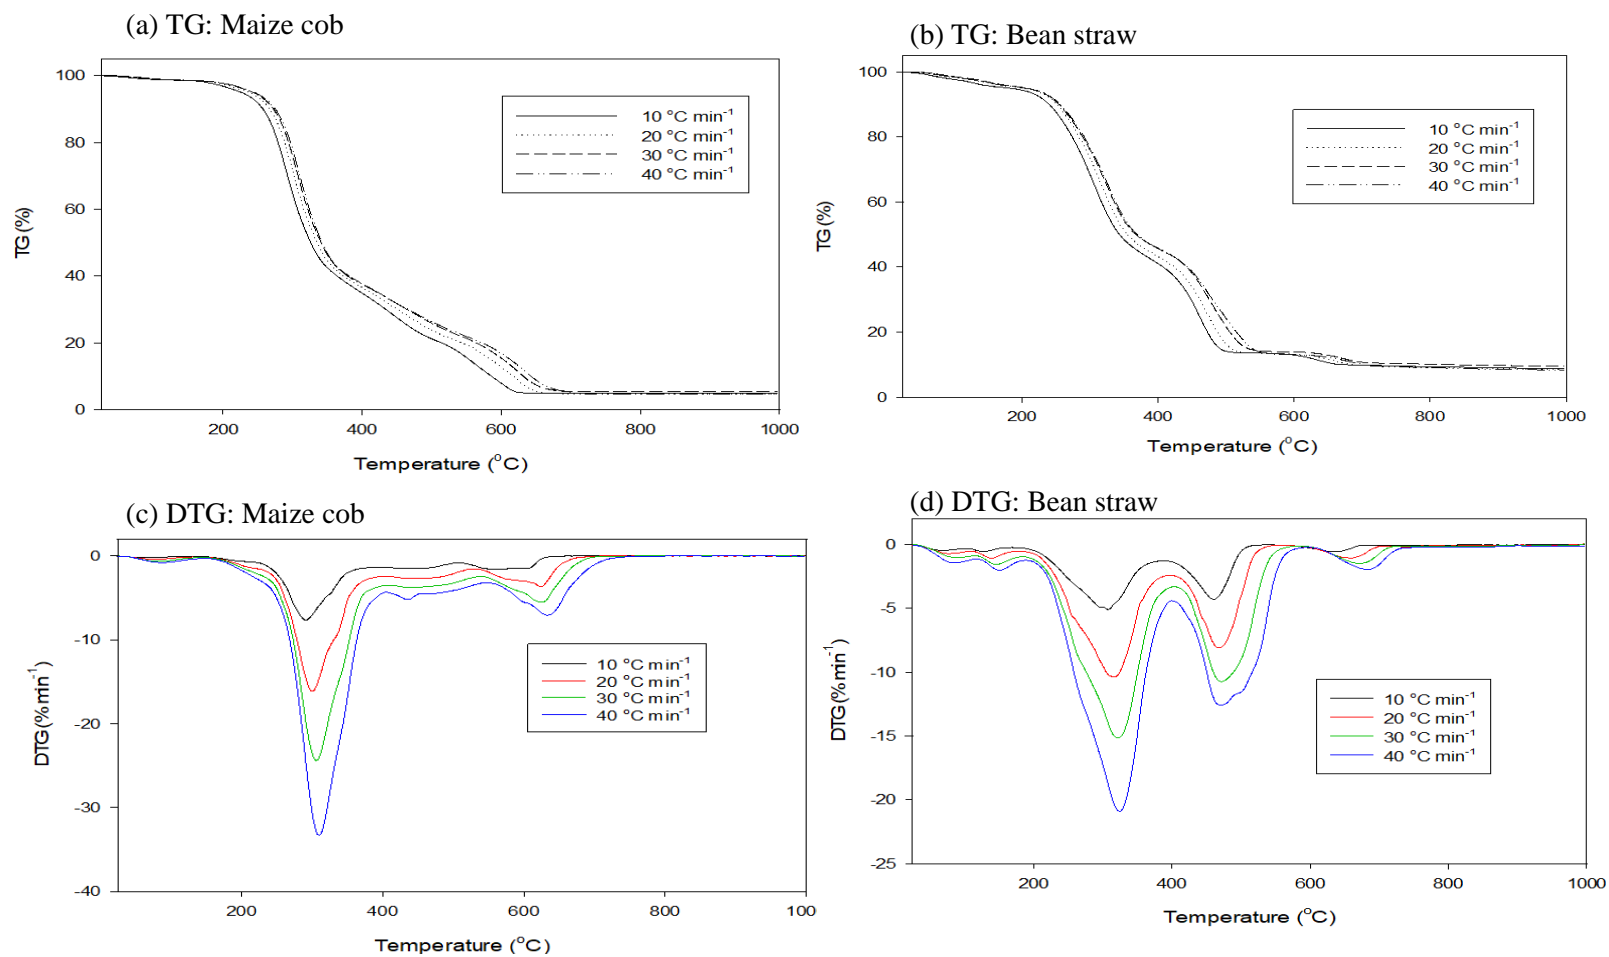 (a) TG: Maize cob
100
80
60
40
20
0
TG (%)
10 °C min-1
20 °C min-1
30 °C min-1
40 °C min-1
200
400
600
800
1000
Temperature (°C)
(b) TG: Bean straw
100
80
60
40
20
0
TG (%)
10 °C min-1
20 °C min-1
30 °C min-1
40 °C min-1
200
400
600
800
1000
Temperature (°C)
(c) DTG: Maize cob
0
-10
-20
-30
-40
DTG (% min-1)
10 °C min-1
20 °C min-1
30 °C min-1
40 °C min-1
200
400
600
800
100
Temperature (°C)
(d) DTG: Bean straw
0
-5
-10
-15
-20
-25
DTG (% min-1)
10 °C min-1
20 °C min-1
30 °C min-1
40 °C min-1
200
400
600
800
1000
Temperature (°C)